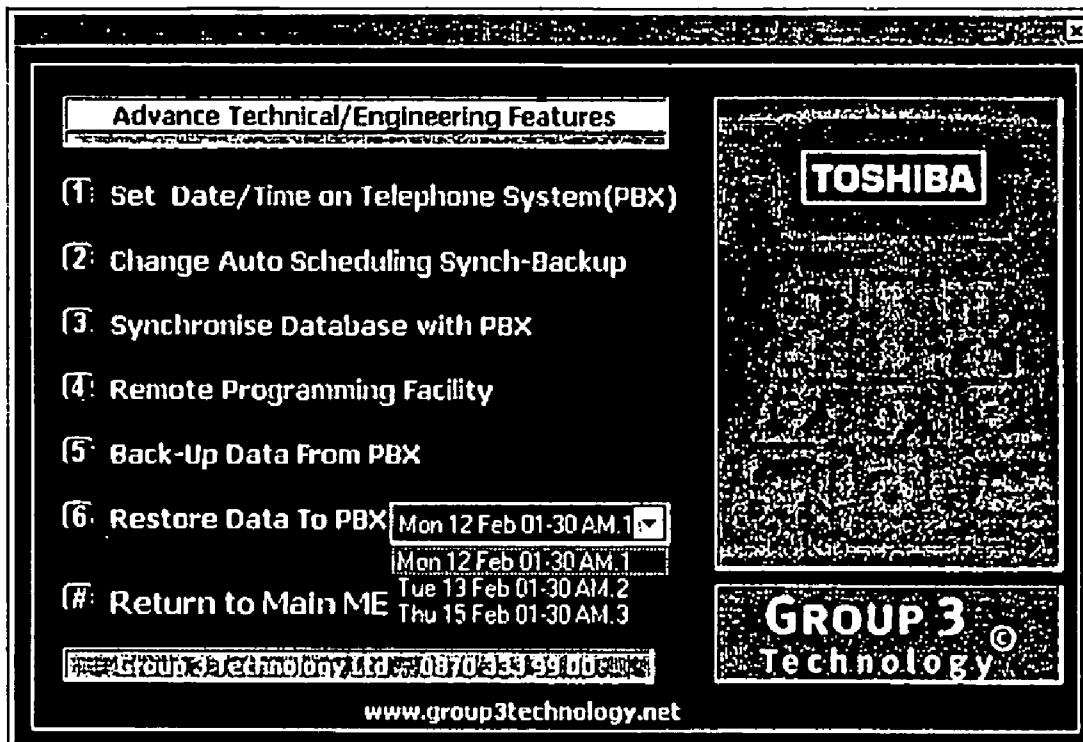 Advance Technical/Engineering Features
1 Set Date/Time on Telephone System(PBX)
2 Change Auto Scheduling Synch-Backup
3 Synchronise Database with PBX
4 Remote Programming Facility
5 Back-Up Data From PBX
6 Restore Data To PBX Mon 12 Feb 01-30 AM.1
Mon 12 Feb 01-30 AM.1
Tue 13 Feb 01-30 AM.2
Thu 15 Feb 01-30 AM.3
# Return to Main ME
Group 3 Technology Ltd 0870 333 99 00
www.group3technology.net
TOSHIBA
GROUP 3 ©
Technology